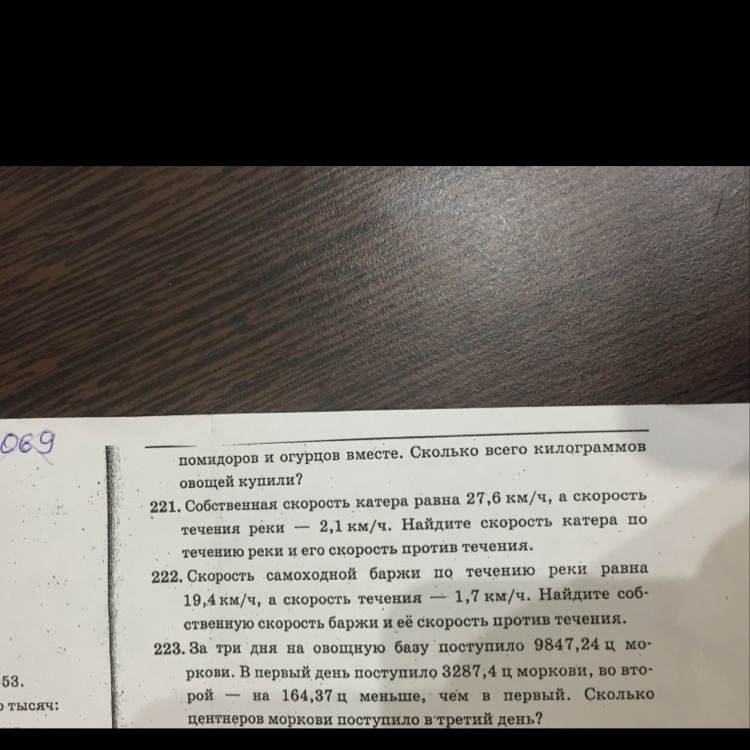 069
помидоров и огурцов вместе. Сколько всего килограммов
овощей купили?
221. Собственная скорость катера равна 27,6 км/ч, а скорость
течения реки — 2,1 км/ч. Найдите скорость катера по
течению реки и его скорость против течения.
222. Скорость самоходной баржи по течению реки равна
19,4 км/ч, а скорость течения — 1,7 км/ч. Найдите соб-
ственную скорость баржи и её скорость против течения.
223. За три дня на овощную базу поступило 9847,24 ц мо-
ркови. В первый день поступило 3287,4 ц моркови, во вто-
рой — на 164,37 ц меньше, чем в первый. Сколько
центнеров моркови поступило в третий день?
53.
тысяч: